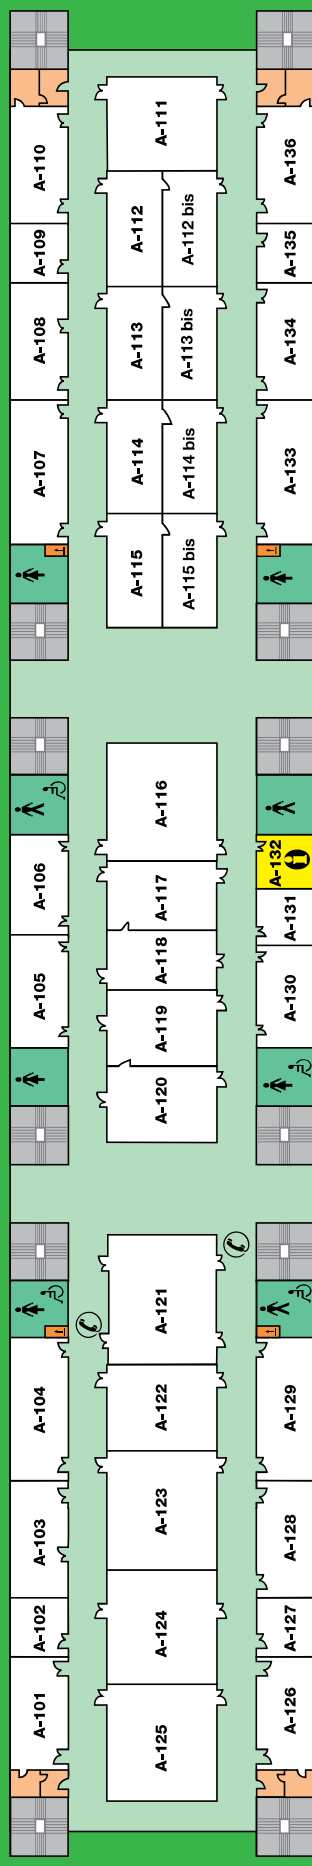 A-110
A-109
A-108
A-107
A-106
A-105
A-104
A-103
A-102
A-101
A-111
A-112
A-112 bis
A-113
A-113 bis
A-114
A-114 bis
A-115
A-115 bis
A-116
A-117
A-118
A-119
A-120
A-121
A-122
A-123
A-124
A-125
A-136
A-135
A-134
A-133
A-132
i
A-131
A-130
A-129
A-128
A-127
A-126